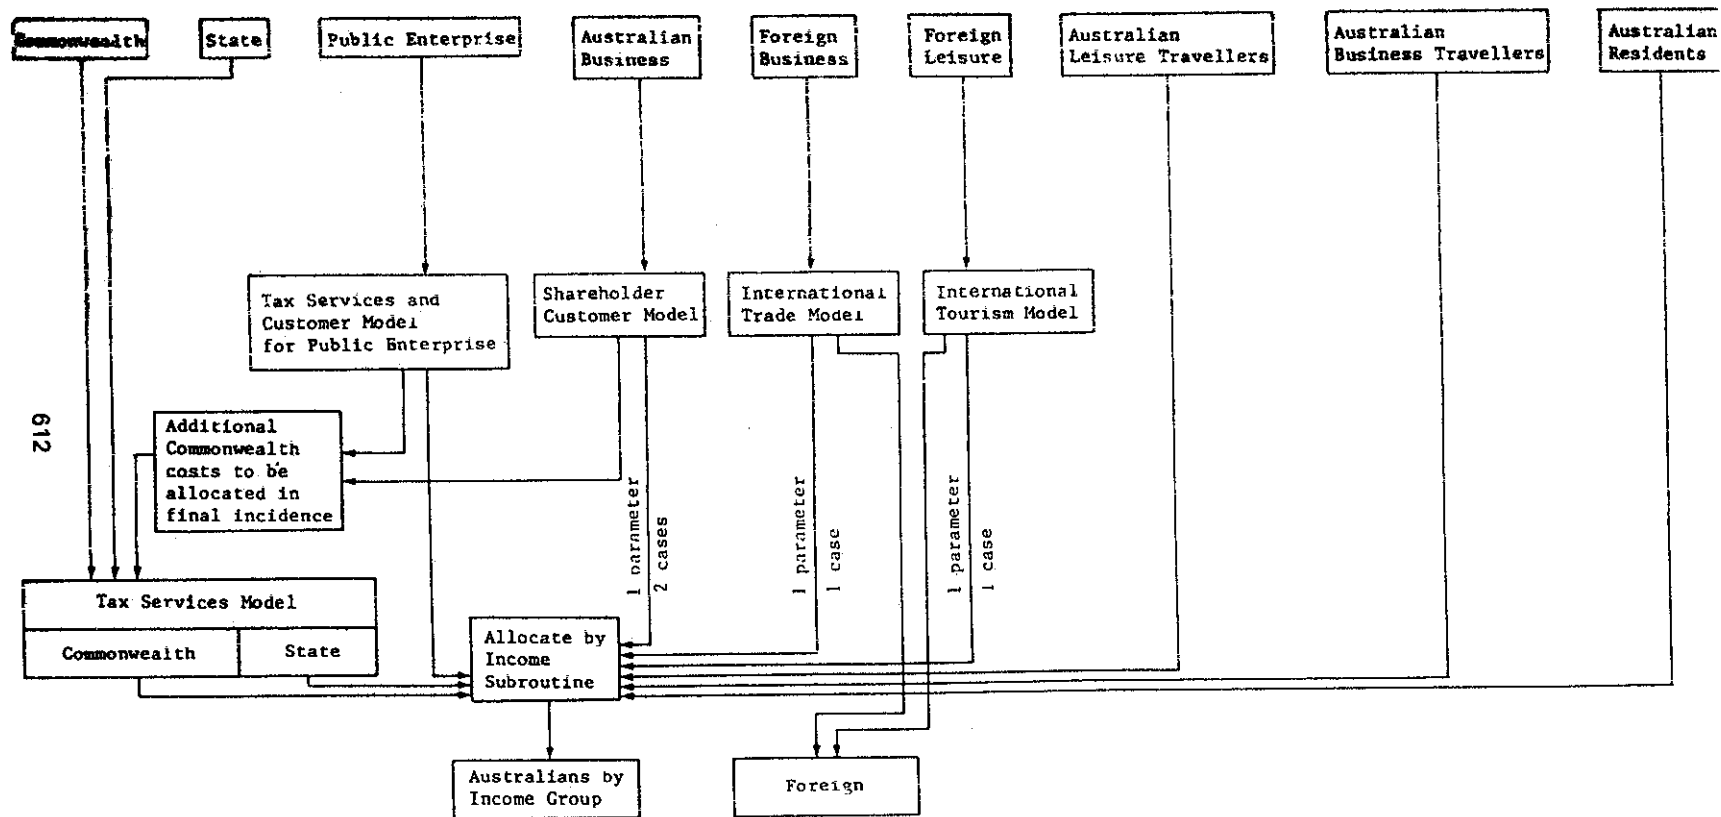 Commonwealth
State
Public Enterprise
Australian
Business
Foreign
Business
Foreign
Leisure
Australian
Leisure Travellers
Australian
Business Travellers
Australian
Residents
Tax Services and
Customer Model
for Public Enterprise
Shareholder
Customer Model
International
Trade Model
International
Tourism Model
612
Additional
Commonwealth
costs to be
allocated in
final incidence
1 parameter
2 cases
1 parameter
1 case
1 parameter
1 case
Tax Services Model
Commonwealth
State
Allocate by
Income
Subroutine
Australians by
Income Group
Foreign